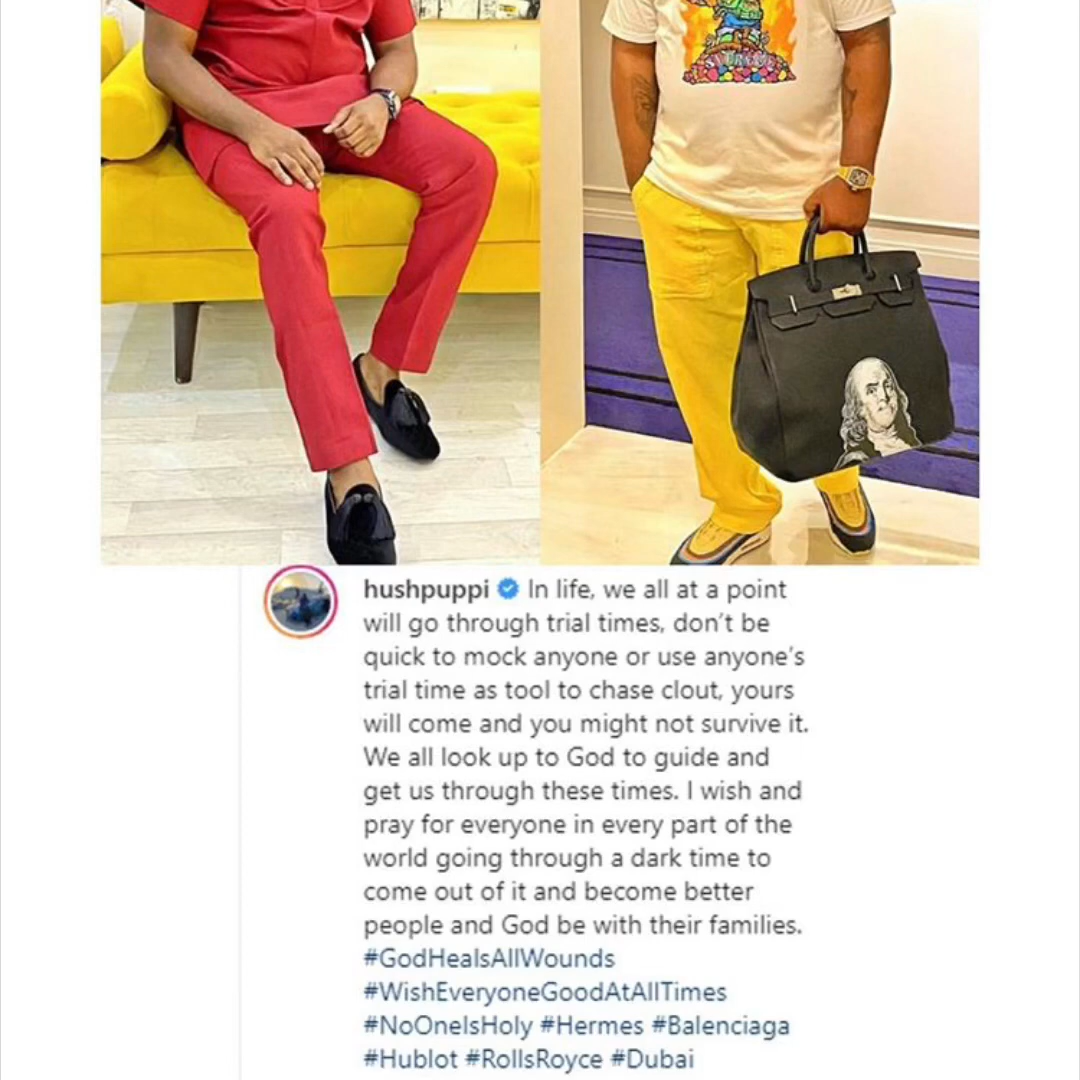 hushpuppi In life, we all at a point
will go through trial times, don't be
quick to mock anyone or use anyone's
trial time as tool to chase clout, yours
will come and you might not survive it.
We all look up to God to guide and
get us through these times. I wish and
pray for everyone in every part of the
world going through a dark time to
come out of it and become better
people and God be with their families.
#GodHealsAllWounds
#WishEveryoneGoodAtAllTimes
#NoOneIsHoly #Hermes #Balenciaga
#Hublot #RollsRoyce #Dubai